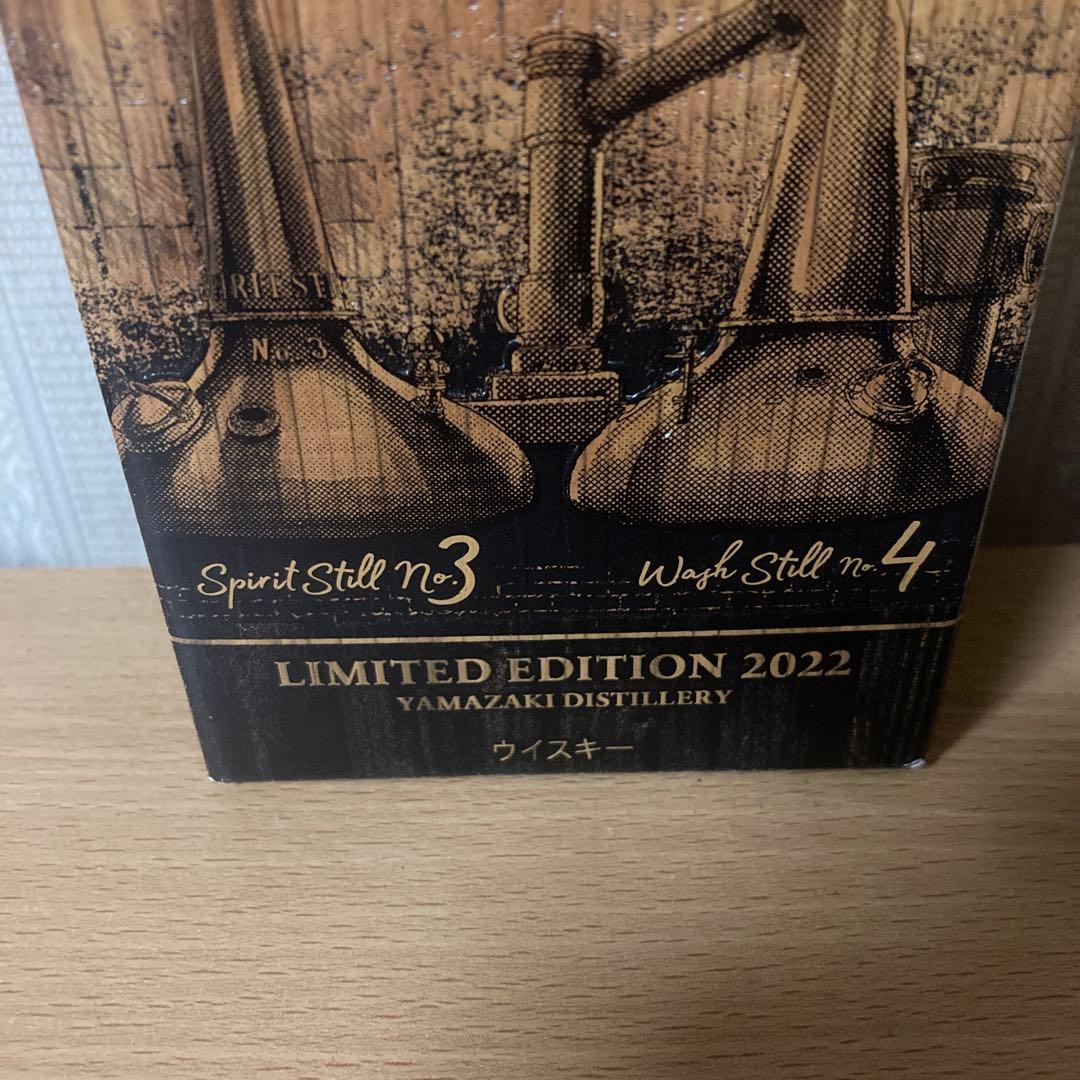 No. 3
Spirit Still no.3
Wash Still no.4
LIMITED EDITION 2022
YAMAZAKI DISTILLERY
ウイスキー